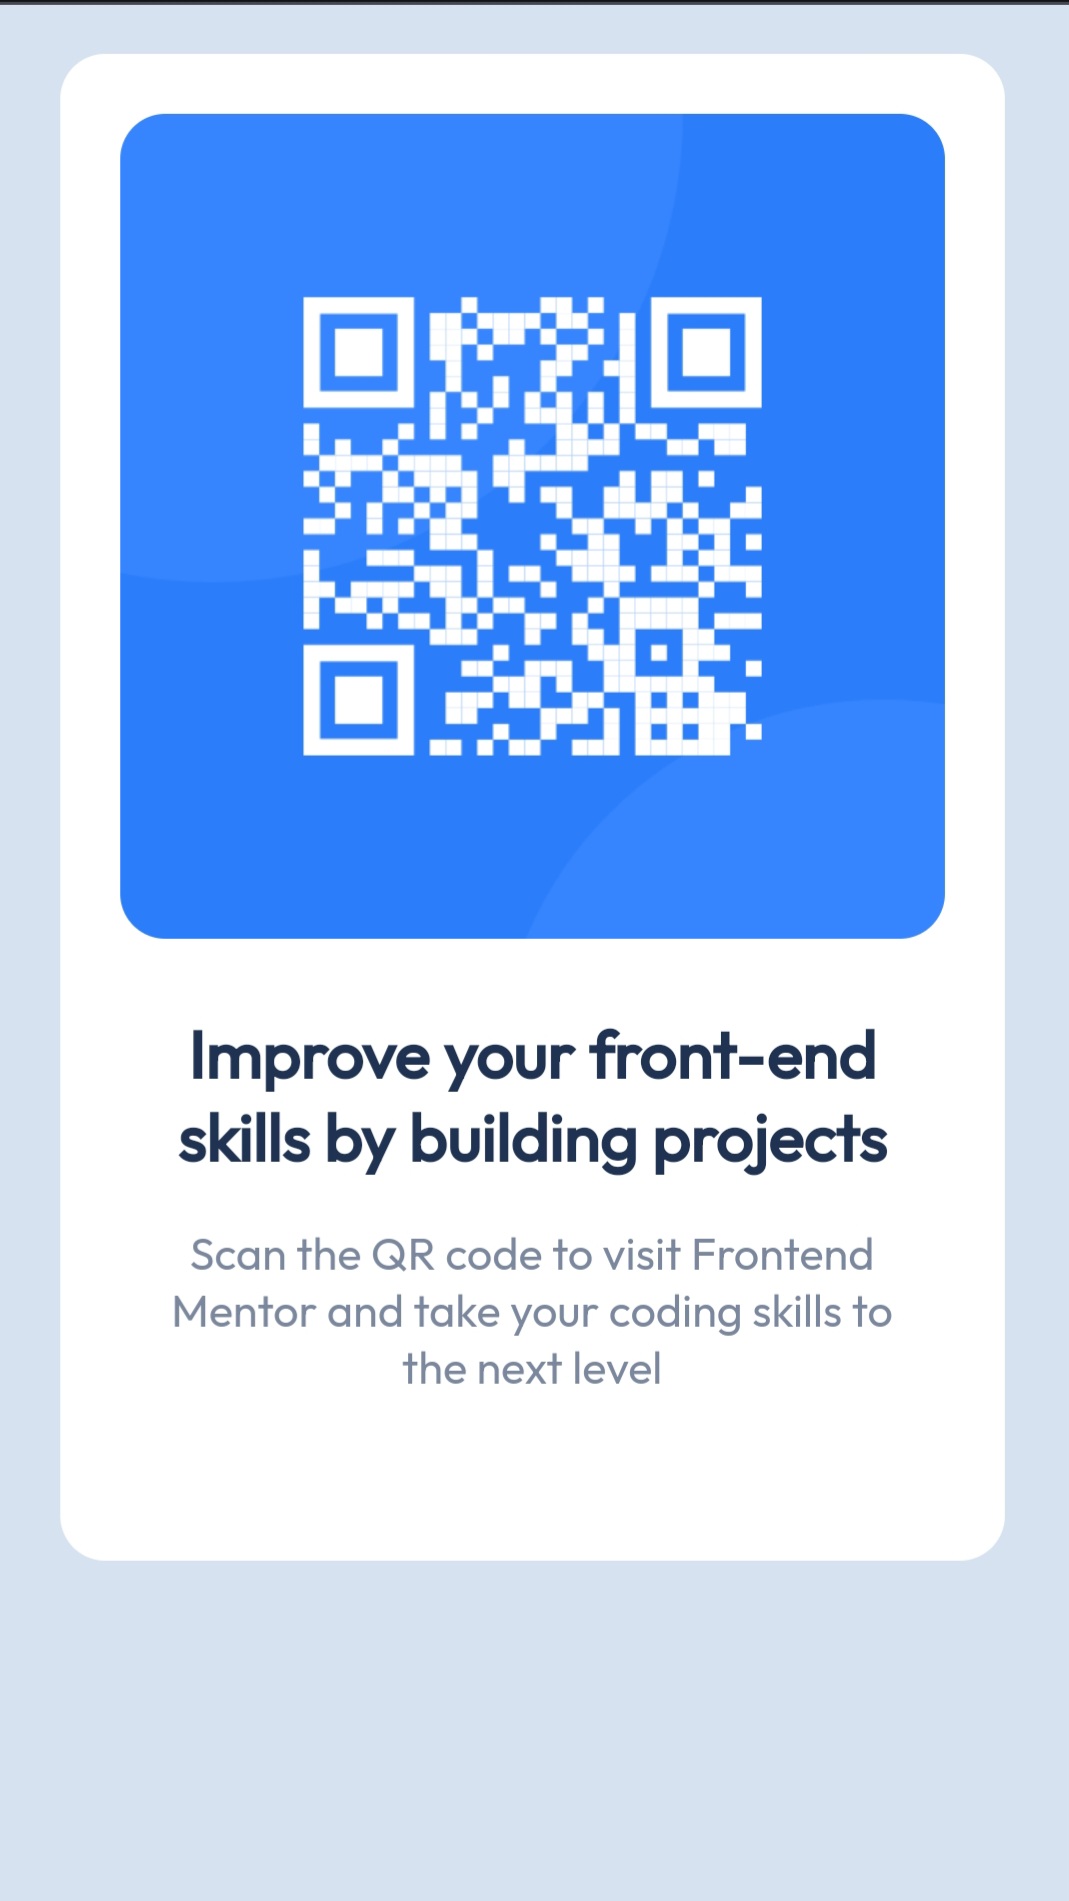 Improve your front-end
skills by building projects
Scan the QR code to visit Frontend
Mentor and take your coding skills to
the next level